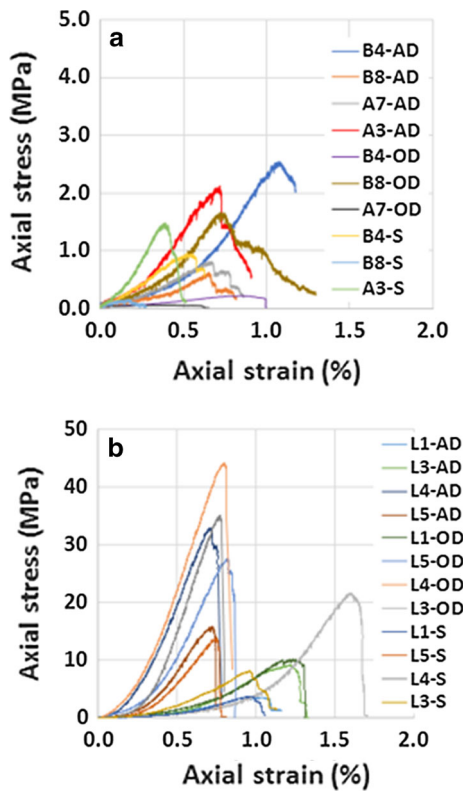 a
5.0
4.0
3.0
2.0
1.0
0.0
Axial stress (MPa)
B4-AD
B8-AD
A7-AD
A3-AD
B4-OD
B8-OD
A7-OD
B4-S
B8-S
A3-S
0.0 0.5 1.0 1.5 2.0
Axial strain (%)
b
50
40
30
20
10
0
Axial stress (MPa)
L1-AD
L3-AD
L4-AD
L5-AD
L1-OD
L5-OD
L4-OD
L3-OD
L1-S
L5-S
L4-S
L3-S
0.0 0.5 1.0 1.5 2.0
Axial strain (%)